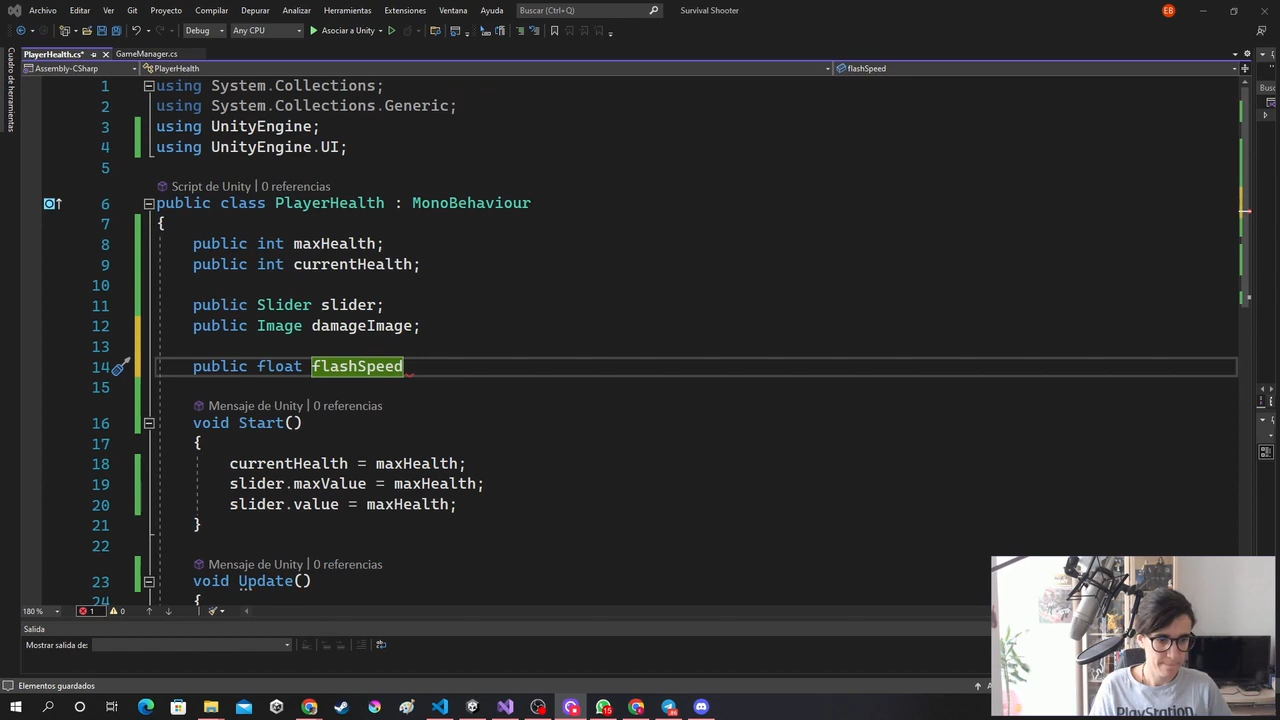 Archivo Editar Ver Git Proyecto Compilar Depurar Analizar Herramientas Extensiones Ventana Ayuda Buscar (Ctrl+Q) Survival Shooter EB
Debug Any CPU Asociar a Unity
PlayerHealth.cs* GameManager.cs
Assembly-CSharp PlayerHealth flashSpeed
Cuadro de herramientas
Busc
1 using System.Collections;
2 using System.Collections.Generic;
3 using UnityEngine;
4 using UnityEngine.UI;
5
Script de Unity | 0 referencias
6 public class PlayerHealth : MonoBehaviour
7 {
8 public int maxHealth;
9 public int currentHealth;
10
11 public Slider slider;
12 public Image damageImage;
13
14 public float flashSpeed
15
Mensaje de Unity | 0 referencias
16 void Start()
17 {
18 currentHealth = maxHealth;
19 slider.maxValue = maxHealth;
20 slider.value = maxHealth;
21 }
22
Mensaje de Unity | 0 referencias
23 void Update()
24 {
180 % 1 0
Salida
Mostrar salida de:
Elementos guardados
PlayStation
15